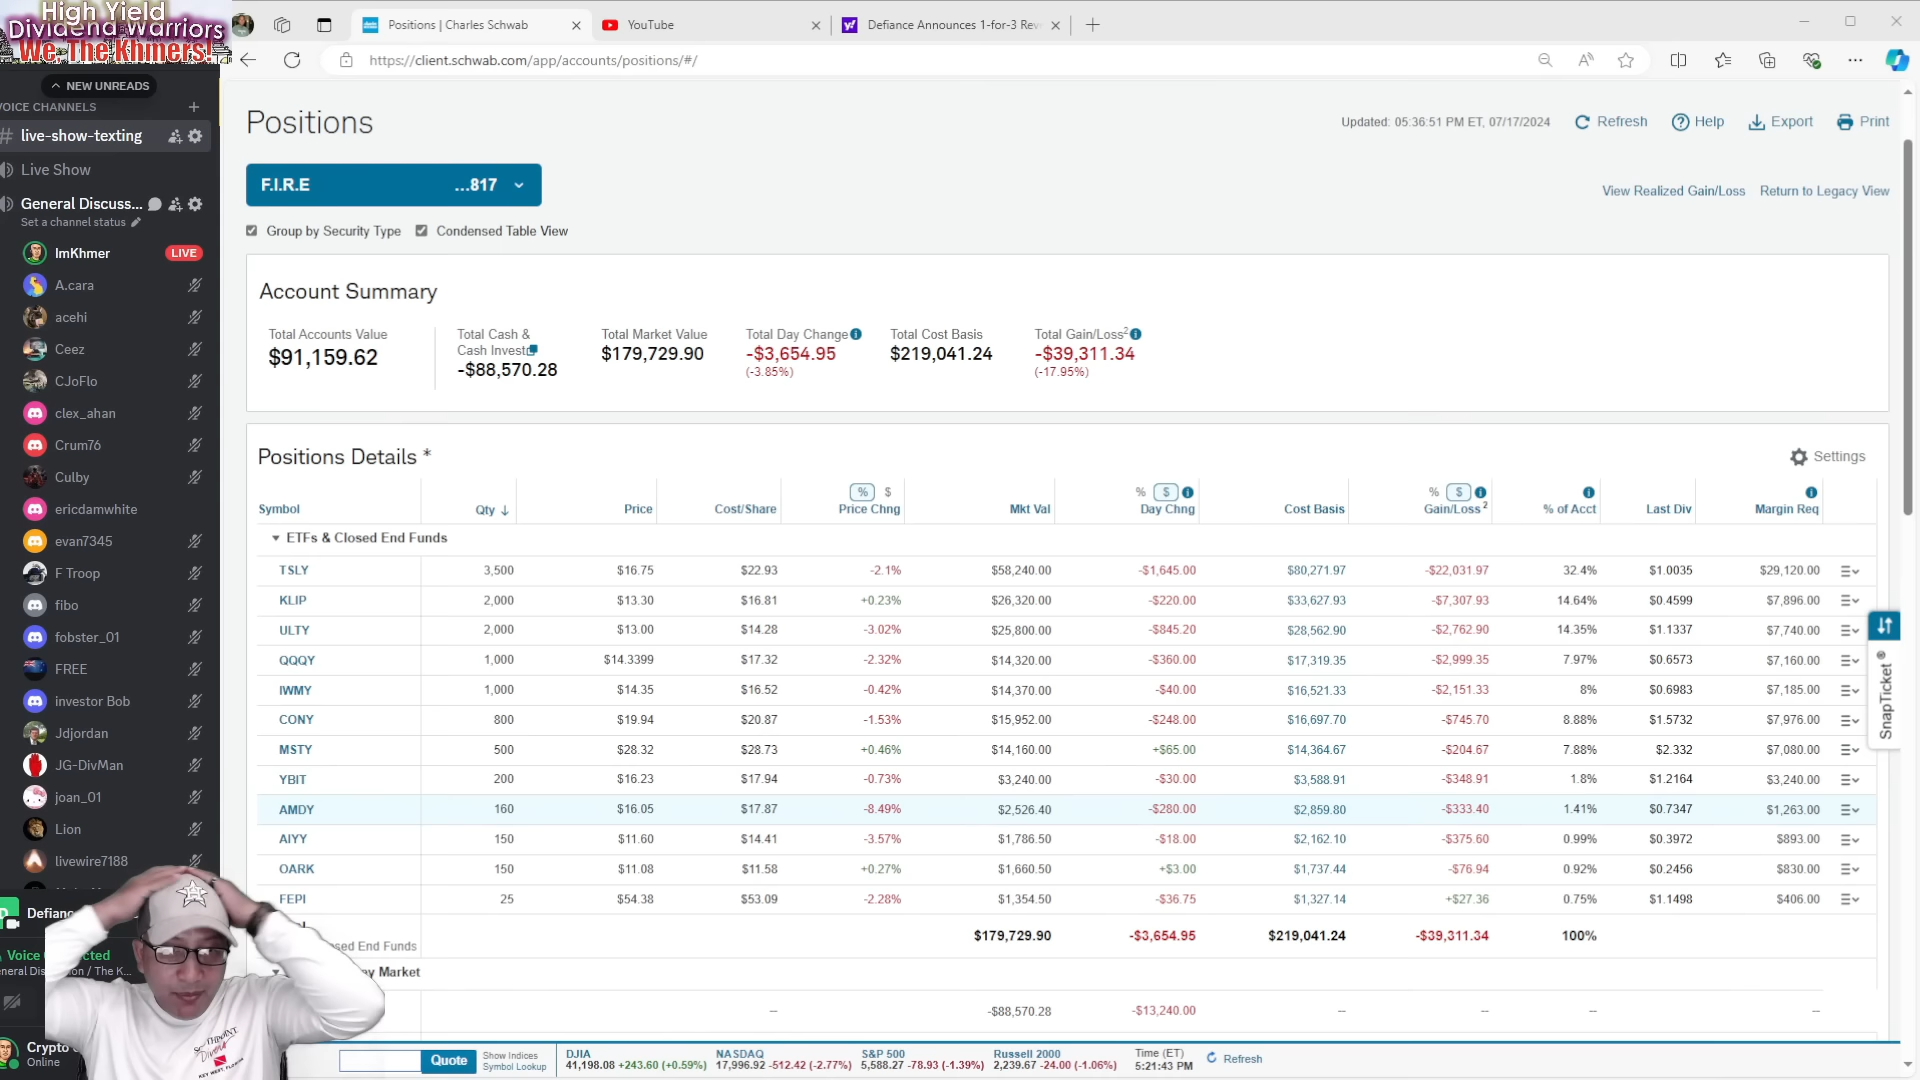 High Yield
Dividend Warriors
We The Khmers!
Positions | Charles Schwab
YouTube
Defiance Announces 1-for-3 Rev
https://client.schwab.com/app/accounts/positions/#/
NEW UNREADS
VOICE CHANNELS
live-show-texting
Live Show
General Discuss...
Set a channel status
ImKhmer LIVE
A.cara
acehi
Ceez
CJoFlo
clex_ahan
Crum76
Culby
ericdamwhite
evan7345
F Troop
fibo
fobster_01
FREE
investor Bob
Jdjordan
JG-DivMan
joan_01
Lion
livewire7188
Defianc
Voice
cted
eneral Dis
on / The K...
Crypto
Online
Positions
Updated: 05:36:51 PM ET, 07/17/2024 Refresh Help Export Print
F.I.R.E ...817
View Realized Gain/Loss Return to Legacy View
Group by Security Type Condensed Table View
Account Summary
Total Accounts Value
$91,159.62
Total Cash &
Cash Invest
-$88,570.28
Total Market Value
$179,729.90
Total Day Change
-$3,654.95
(-3.85%)
Total Cost Basis
$219,041.24
Total Gain/Loss2
-$39,311.34
(-17.95%)
Positions Details *
Settings
% $ % $ % $
Symbol Qty Price Cost/Share Price Chng Mkt Val Day Chng Cost Basis Gain/Loss 2 % of Acct Last Div Margin Req
ETFs & Closed End Funds
TSLY 3,500 $16.75 $22.93 -2.1% $58,240.00 -$1,645.00 $80,271.97 -$22,031.97 32.4% $1.0035 $29,120.00
KLIP 2,000 $13.30 $16.81 +0.23% $26,320.00 -$220.00 $33,627.93 -$7,307.93 14.64% $0.4599 $7,896.00
ULTY 2,000 $13.00 $14.28 -3.02% $25,800.00 -$845.20 $28,562.90 -$2,762.90 14.35% $1.1337 $7,740.00
QQQY 1,000 $14.3399 $17.32 -2.32% $14,320.00 -$360.00 $17,319.35 -$2,999.35 7.97% $0.6573 $7,160.00
IWMY 1,000 $14.35 $16.52 -0.42% $14,370.00 -$40.00 $16,521.33 -$2,151.33 8% $0.6983 $7,185.00
CONY 800 $19.94 $20.87 -1.53% $15,952.00 -$248.00 $16,697.70 -$745.70 8.88% $1.5732 $7,976.00
MSTY 500 $28.32 $28.73 +0.46% $14,160.00 +$65.00 $14,364.67 -$204.67 7.88% $2.332 $7,080.00
YBIT 200 $16.23 $17.94 -0.73% $3,240.00 -$30.00 $3,588.91 -$348.91 1.8% $1.2164 $3,240.00
AMDY 160 $16.05 $17.87 -8.49% $2,526.40 -$280.00 $2,859.80 -$333.40 1.41% $0.7347 $1,263.00
AIYY 150 $11.60 $14.41 -3.57% $1,786.50 -$18.00 $2,162.10 -$375.60 0.99% $0.3972 $893.00
OARK 150 $11.08 $11.58 +0.27% $1,660.50 +$3.00 $1,737.44 -$76.94 0.92% $0.2456 $830.00
FEPI 25 $54.38 $53.09 -2.28% $1,354.50 -$36.75 $1,327.14 +$27.36 0.75% $1.1498 $406.00
sed End Funds $179,729.90 -$3,654.95 $219,041.24 -$39,311.34 100%
ey Market
-- -$88,570.28 -$13,240.00 -- -- -- -- --
SnapTicket®
Quote
Show Indices
Symbol Lookup
DJIA
41,198.08 +243.60 (+0.59%)
NASDAQ
17,996.92 -512.42 (-2.77%)
S&P 500
5,588.27 -78.93 (-1.39%)
Russell 2000
2,239.67 -24.00 (-1.06%)
Time (ET)
5:21:43 PM
Refresh
KEY WEST, FLORIDA